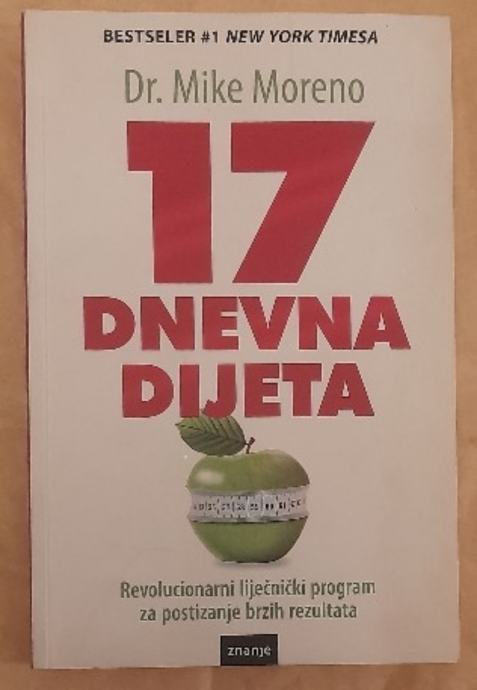 BESTSELER #1 NEW YORK TIMESA
Dr. Mike Moreno
17
DNEVNA
DIJETA
Revolucionarni liječnički program
za postizanje brzih rezultata
znanje